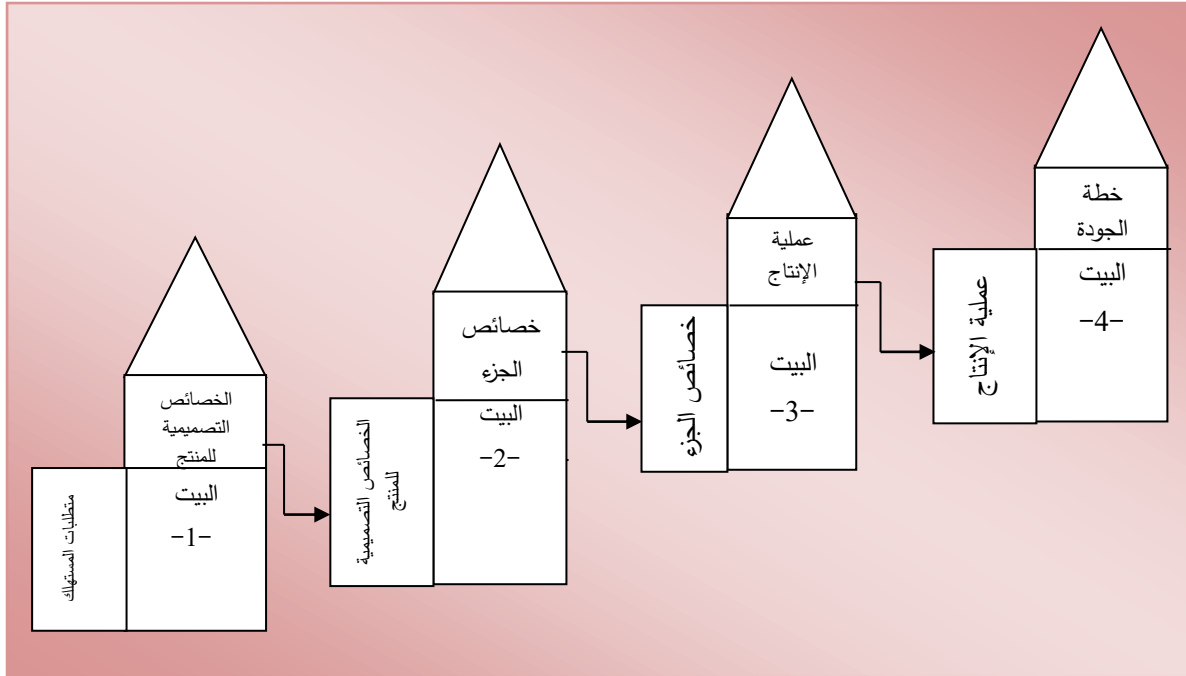 متطلبات المستهلك
الخصائص
التصميمية
للمنتج
البيت
-1-
الخصائص التصميمية
للمنتج
خصائص
الجزء
البيت
-2-
خصائص الجزء
عملية
الإنتاج
البيت
-3-
عملية الإنتاج
خطة
الجودة
البيت
-4-